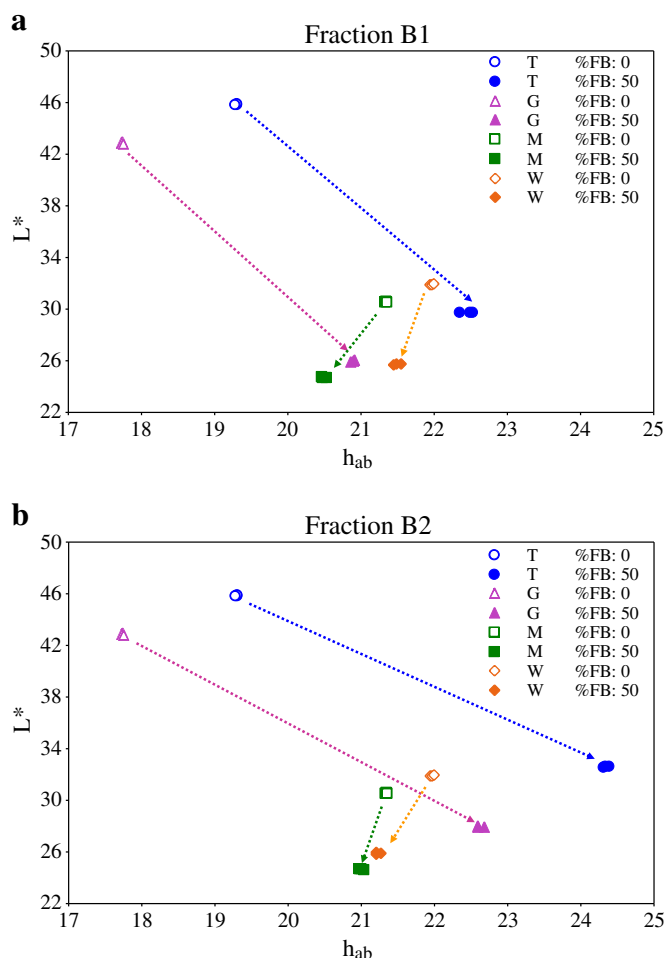 a
Fraction B1
50
46
42
38
34
30
26
22
L*
T %FB: 0
T %FB: 50
G %FB: 0
G %FB: 50
M %FB: 0
M %FB: 50
W %FB: 0
W %FB: 50
17 18 19 20 21 22 23 24 25
hab
b
Fraction B2
50
46
42
38
34
30
26
22
L*
T %FB: 0
T %FB: 50
G %FB: 0
G %FB: 50
M %FB: 0
M %FB: 50
W %FB: 0
W %FB: 50
17 18 19 20 21 22 23 24 25
hab